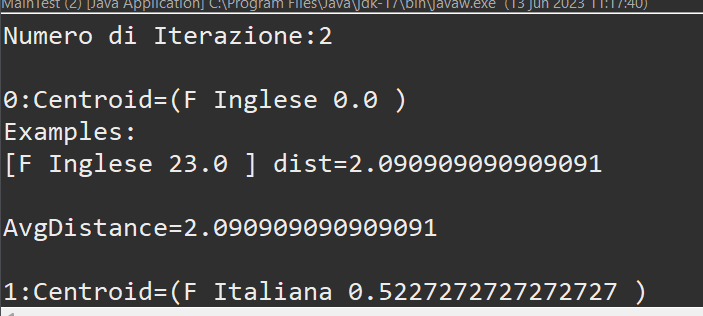 MainTest (2) [Java Application] C:\Program Files\Java\jdk-17\bin\javaw.exe (13 jun 2023 11:17:40)
Numero di Iterazione:2
0:Centroid=(F Inglese 0.0 )
Examples:
[F Inglese 23.0 ] dist=2.090909090909091
AvgDistance=2.090909090909091
1:Centroid=(F Italiana 0.5227272727272727 )